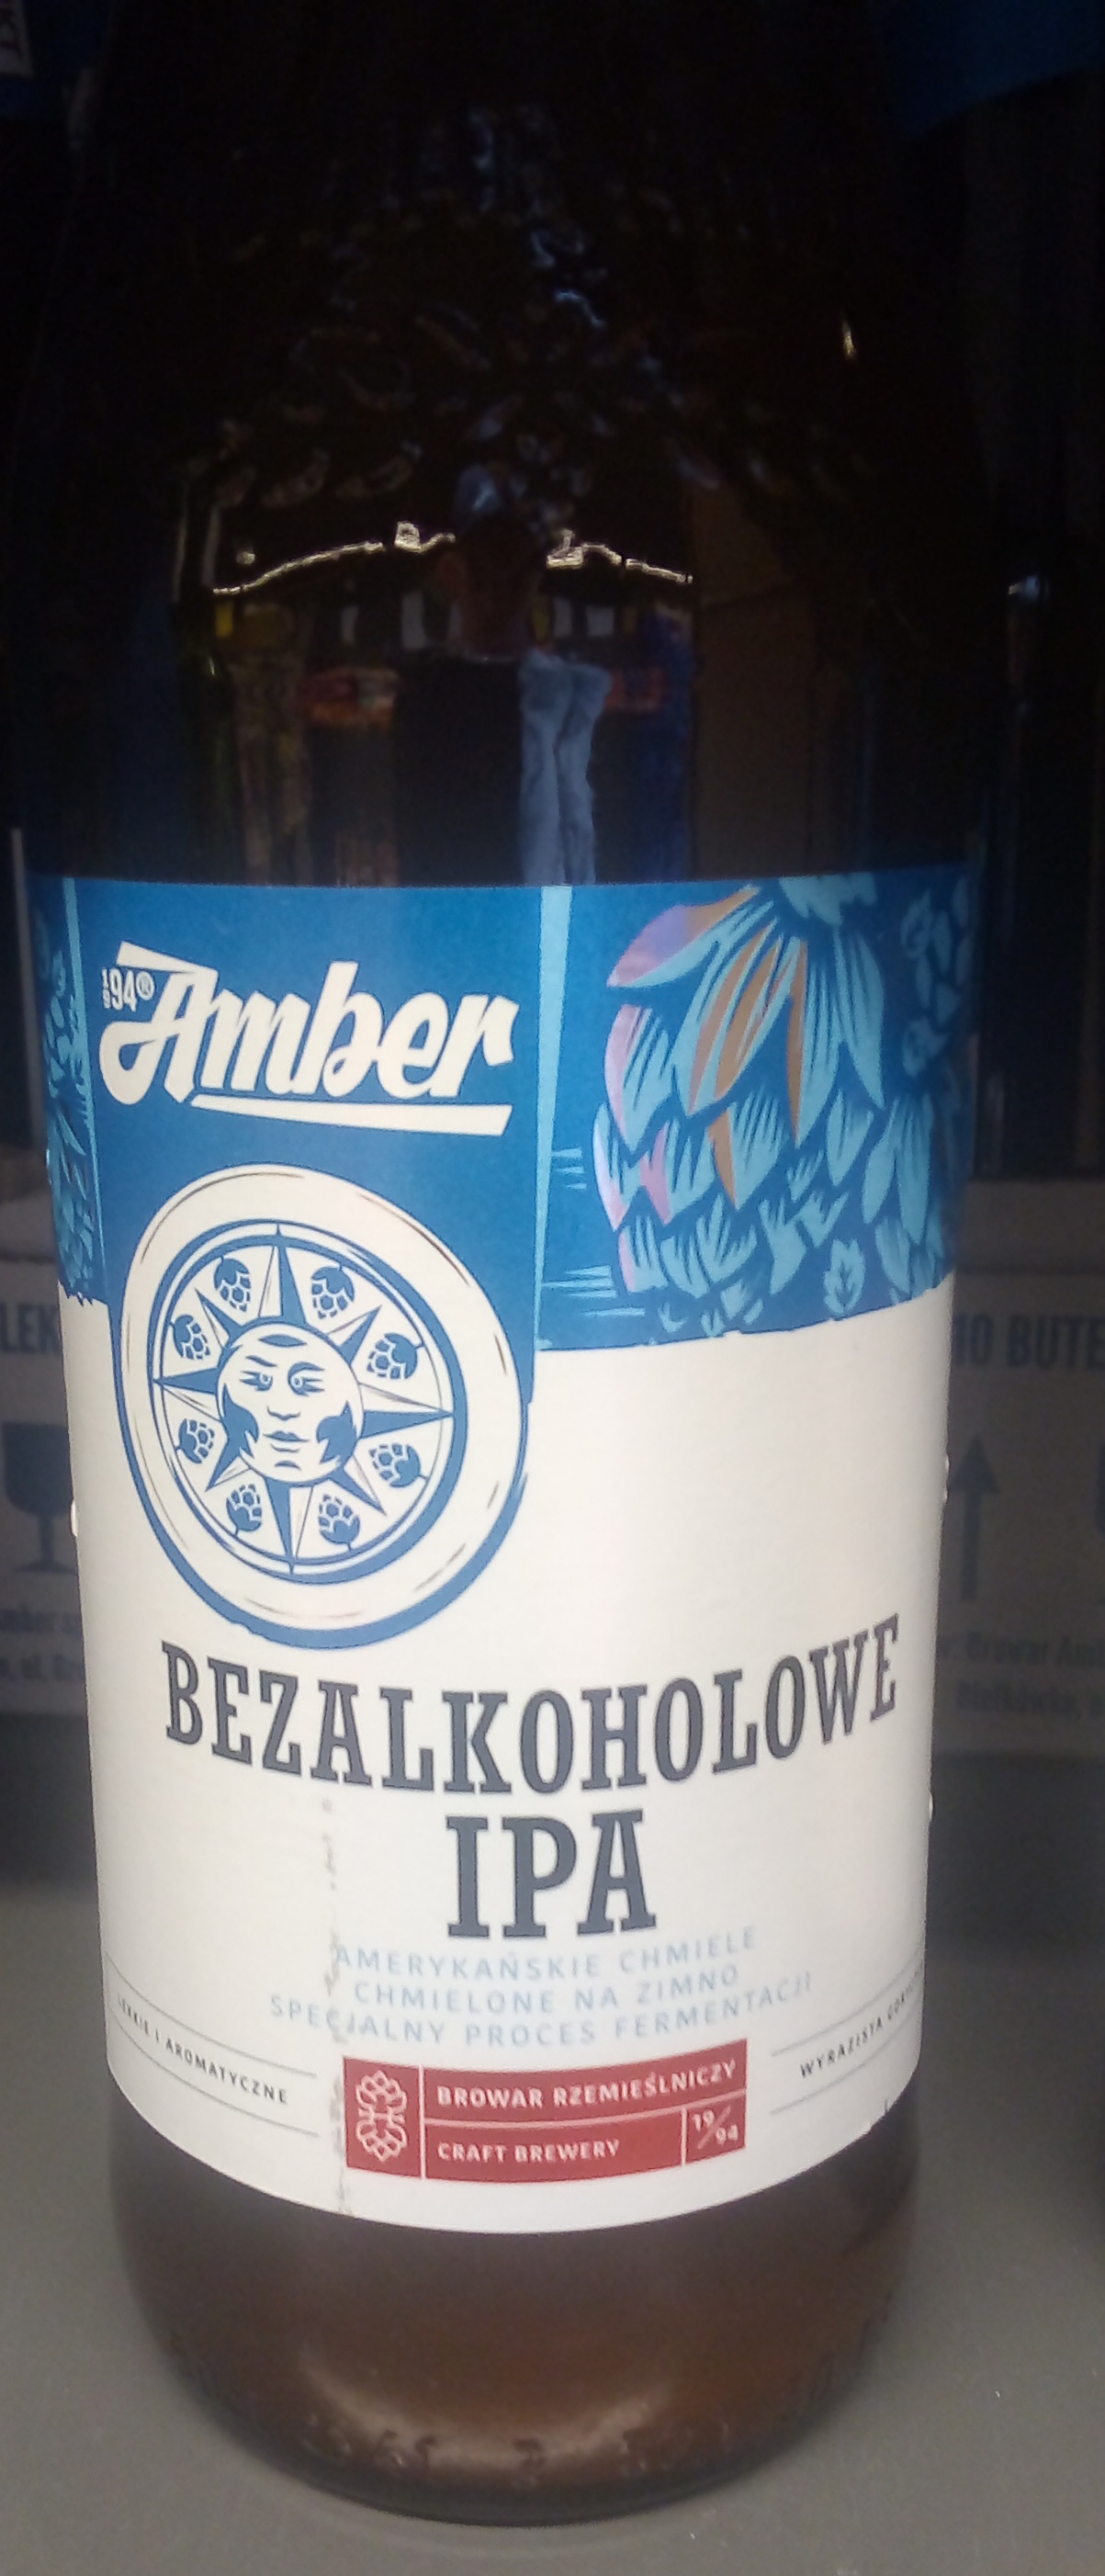 1994® Amber
BEZALKOHOLOWE
IPA
AMERYKAŃSKIE CHMIELE
CHMIELONE NA ZIMNO
SPECJALNY PROCES FERMENTACJI
LEKKIE I AROMATYCZNE
WYRAZISTA
BROWAR RZEMIEŚLNICZY
CRAFT BREWERY
19/94